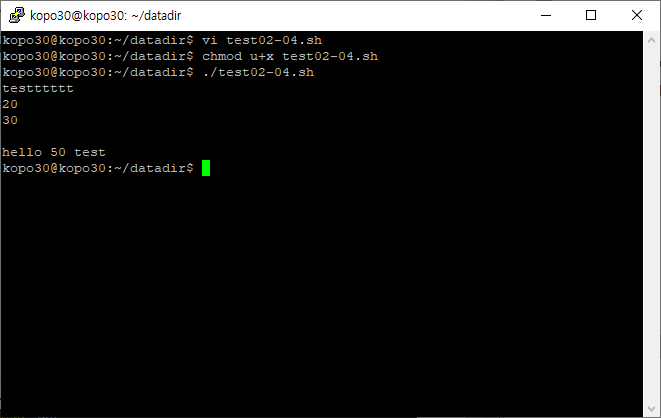 kopo30@kopo30: ~/datadir
kopo30@kopo30:~/datadir$ vi test02-04.sh
kopo30@kopo30:~/datadir$ chmod u+x test02-04.sh
kopo30@kopo30:~/datadir$ ./test02-04.sh
testttttt
20
30
hello 50 test
kopo30@kopo30:~/datadir$